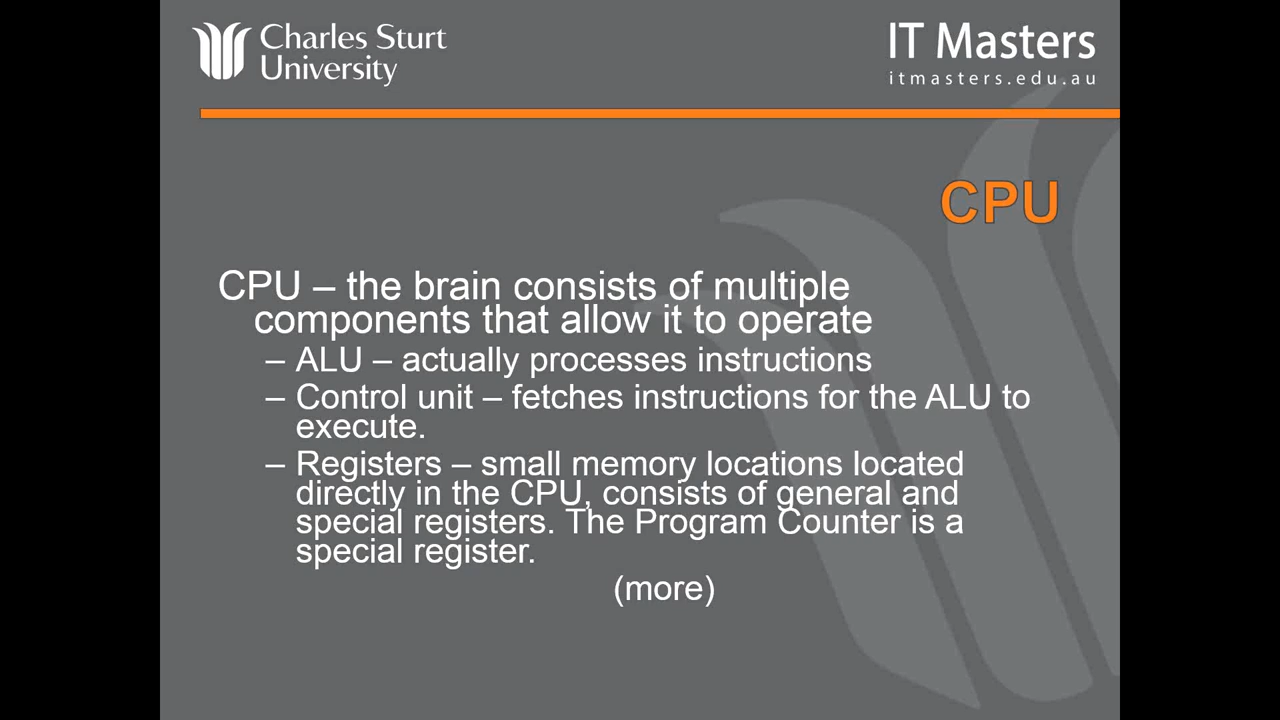 Charles Sturt
University
IT Masters
itmasters.edu.au
CPU
CPU – the brain consists of multiple
components that allow it to operate
– ALU – actually processes instructions
– Control unit – fetches instructions for the ALU to
execute.
– Registers – small memory locations located
directly in the CPU, consists of general and
special registers. The Program Counter is a
special register.
(more)